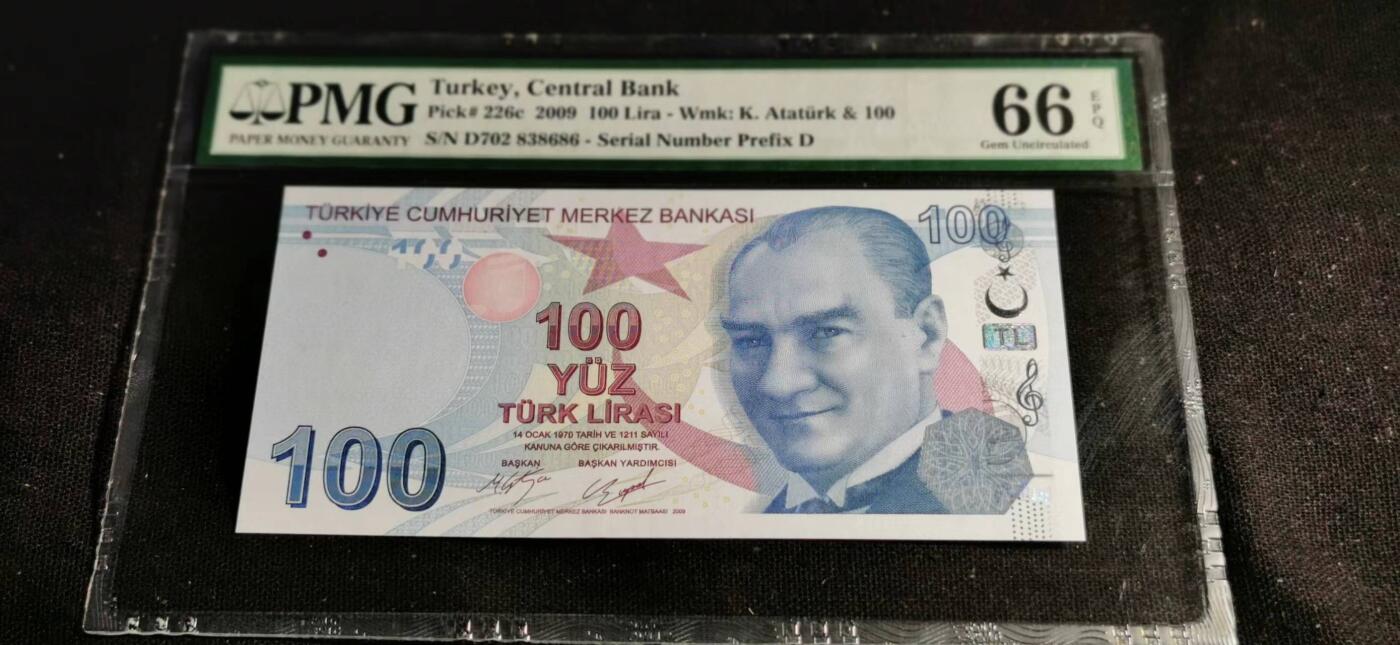 PMG
PAPER MONEY GUARANTY
Turkey, Central Bank
Pick# 226c 2009 100 Lira - Wmk: K. Atatürk & 100
S/N D702 838686 - Serial Number Prefix D
66 EPQ
Gem Uncirculated
TÜRKİYE CUMHURİYET MERKEZ BANKASI
100
100
100
YÜZ
TÜRK LİRASI
14 OCAK 1970 TARİH VE 1211 SAYILI
KANUNA GÖRE ÇIKARILMIŞTIR.
BAŞKAN BAŞKAN YARDIMCISI
TÜRKİYE CUMHURİYET MERKEZ BANKASI BANKNOT MATBAASI 2009
100
TL